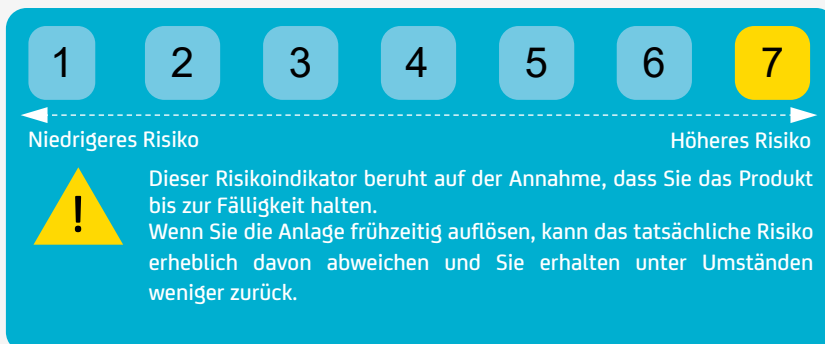 1 2 3 4 5 6 7
Niedrigeres Risiko Höheres Risiko
!
Dieser Risikoindikator beruht auf der Annahme, dass Sie das Produkt
bis zur Fälligkeit halten.
Wenn Sie die Anlage frühzeitig auflösen, kann das tatsächliche Risiko
erheblich davon abweichen und Sie erhalten unter Umständen
weniger zurück.